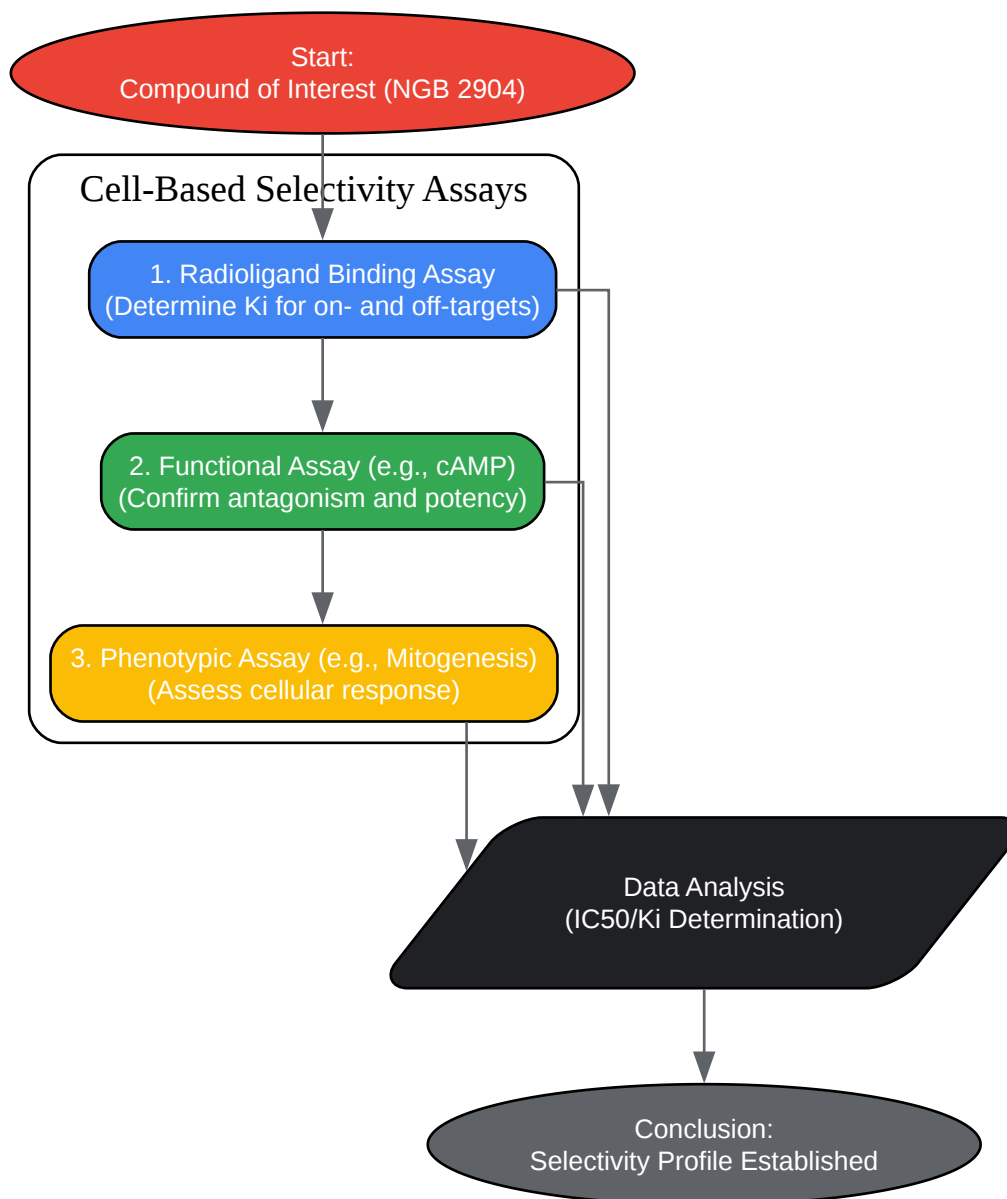 Start:
Compound of Interest (NGB 2904)
Cell-Based Selectivity Assays
1. Radioligand Binding Assay
(Determine Ki for on- and off-targets)
2. Functional Assay (e.g., cAMP)
(Confirm antagonism and potency)
3. Phenotypic Assay (e.g., Mitogenesis)
(Assess cellular response)
Data Analysis
(IC50/Ki Determination)
Conclusion:
Selectivity Profile Established